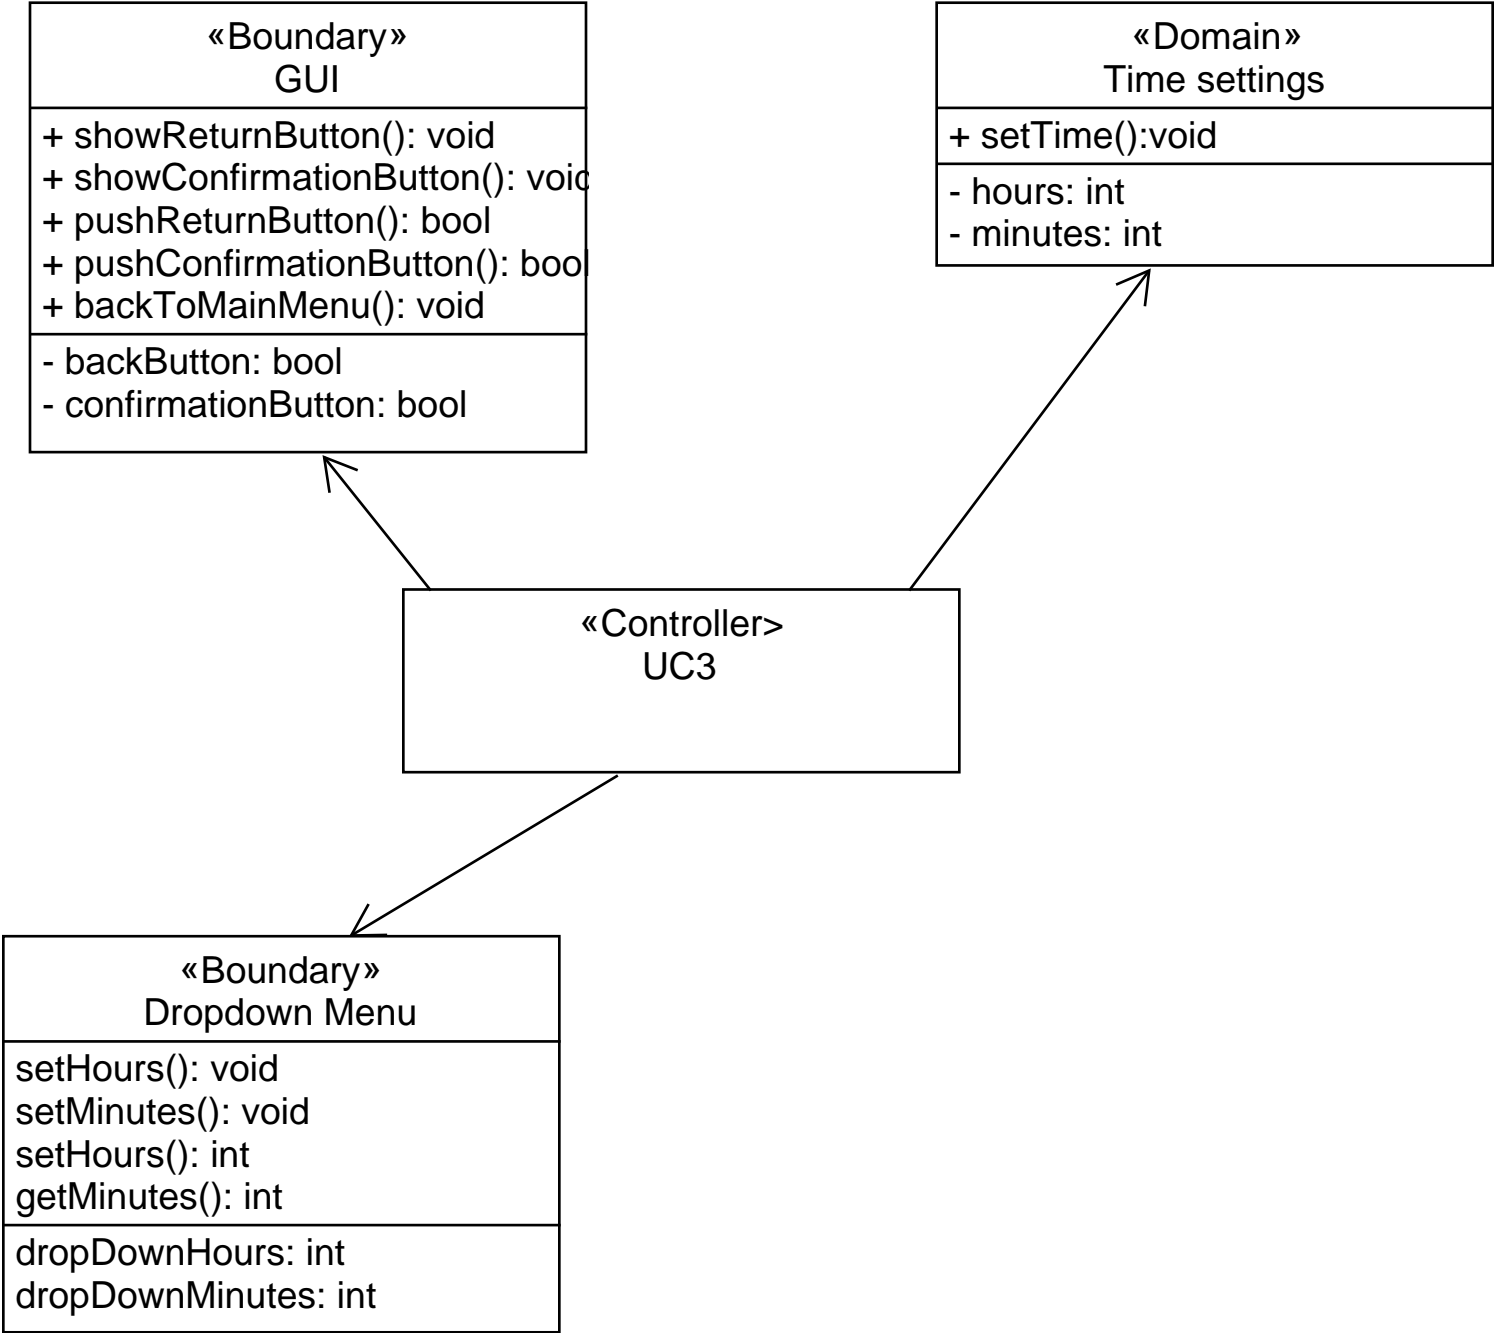 «Boundary»
GUI
+ showReturnButton(): void
+ showConfirmationButton(): void
+ pushReturnButton(): bool
+ pushConfirmationButton(): bool
+ backToMainMenu(): void
- backButton: bool
- confirmationButton: bool
«Domain»
Time settings
+ setTime():void
- hours: int
- minutes: int
«Controller>
UC3
«Boundary»
Dropdown Menu
setHours(): void
setMinutes(): void
setHours(): int
getMinutes(): int
dropDownHours: int
dropDownMinutes: int